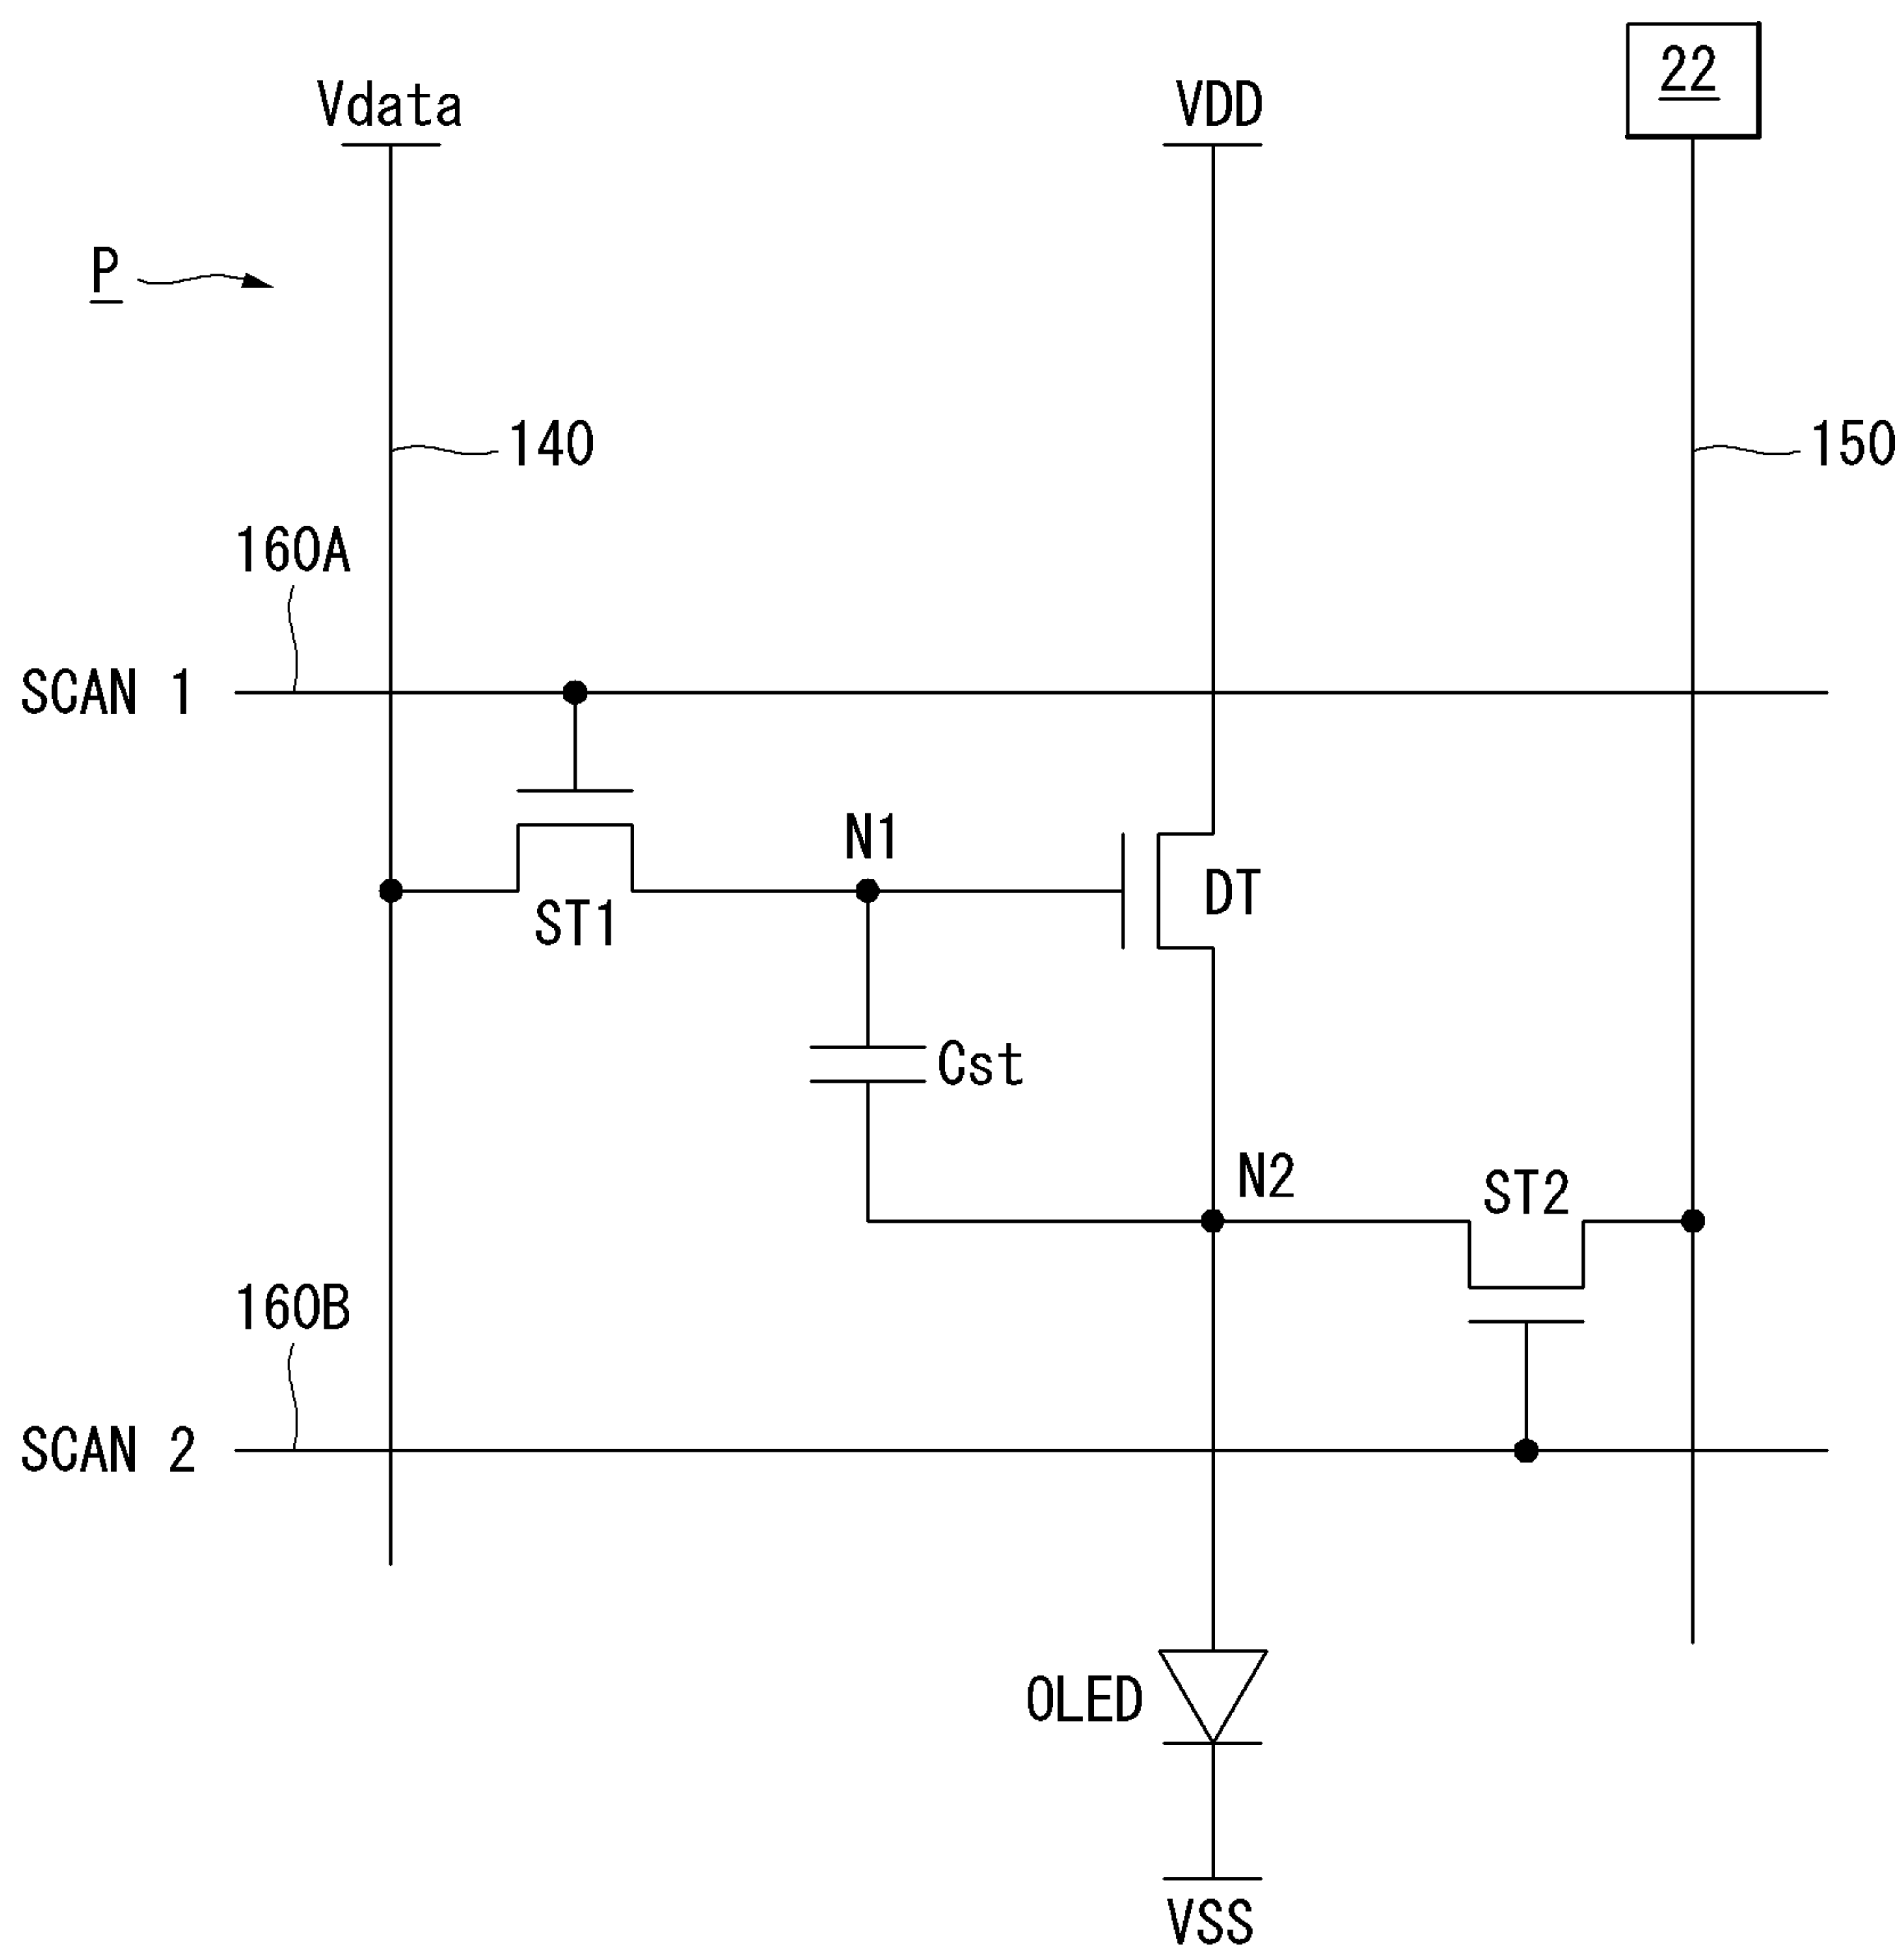 22
Vdata
VDD
P
140
150
160A
SCAN 1
N1
DT
ST1
Cst
N2
ST2
160B
SCAN 2
OLED
VSS